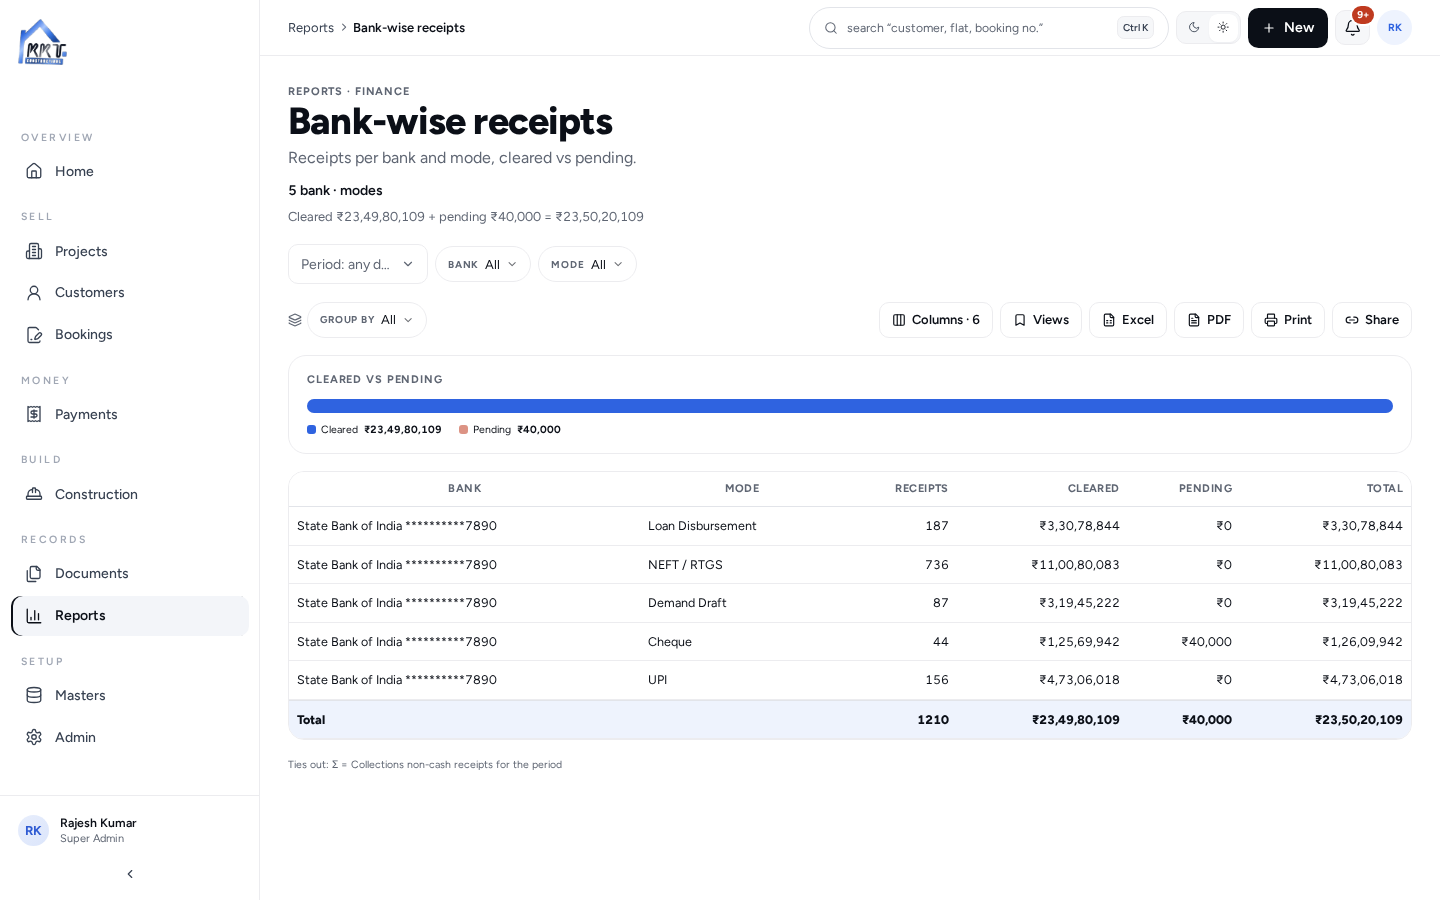 RRT
CONSTRUCTIONS
Reports > Bank-wise receipts
search “customer, flat, booking no.”
Ctrl K
+ New
9+
RK
OVERVIEW
Home
SELL
Projects
Customers
Bookings
MONEY
Payments
BUILD
Construction
RECORDS
Documents
Reports
SETUP
Masters
Admin
RK
Rajesh Kumar
Super Admin
REPORTS · FINANCE
Bank-wise receipts
Receipts per bank and mode, cleared vs pending.
5 bank · modes
Cleared ₹23,49,80,109 + pending ₹40,000 = ₹23,50,20,109
Period: any d... BANK All MODE All
GROUP BY All Columns · 6 Views Excel PDF Print Share
CLEARED VS PENDING
Cleared ₹23,49,80,109 Pending ₹40,000
BANK MODE RECEIPTS CLEARED PENDING TOTAL
State Bank of India **********7890 Loan Disbursement 187 ₹3,30,78,844 ₹0 ₹3,30,78,844
State Bank of India **********7890 NEFT / RTGS 736 ₹11,00,80,083 ₹0 ₹11,00,80,083
State Bank of India **********7890 Demand Draft 87 ₹3,19,45,222 ₹0 ₹3,19,45,222
State Bank of India **********7890 Cheque 44 ₹1,25,69,942 ₹40,000 ₹1,26,09,942
State Bank of India **********7890 UPI 156 ₹4,73,06,018 ₹0 ₹4,73,06,018
Total 1210 ₹23,49,80,109 ₹40,000 ₹23,50,20,109
Ties out: Σ = Collections non-cash receipts for the period